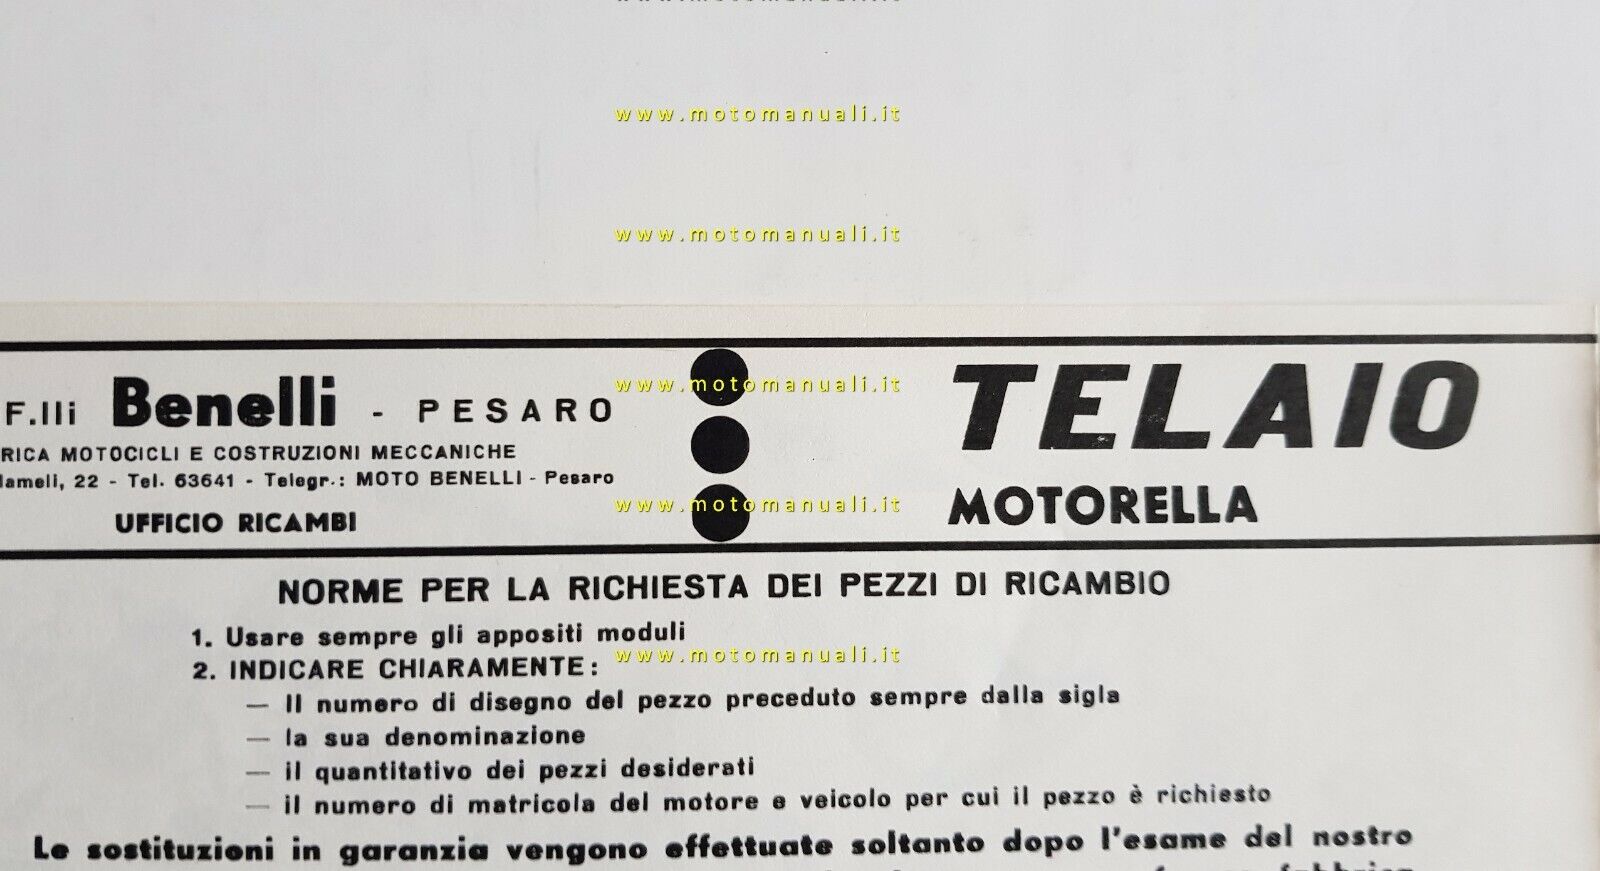 www.motomanuali.it
www.motomanuali.it
www.motomanuali.it
F.lli Benelli - PESARO
TELAIO
www.motomanuali.it
RICA MOTOCICLI E COSTRUZIONI MECCANICHE
ameli, 22 - Tel. 63641 - Telegr.: MOTO BENELLI - Pesaro
UFFICIO RICAMBI
www.motomanuali.it
MOTORELLA
NORME PER LA RICHIESTA DEI PEZZI DI RICAMBIO
1. Usare sempre gli appositi moduli
www.motomanuali.it
2. INDICARE CHIARAMENTE:
— Il numero di disegno del pezzo preceduto sempre dalla sigla
— la sua denominazione
— il quantitativo dei pezzi desiderati
— il numero di matricola del motore e veicolo per cui il pezzo è richiesto
Le sostituzioni in garanzia vengono effettuate soltanto dopo l'esame del nostro